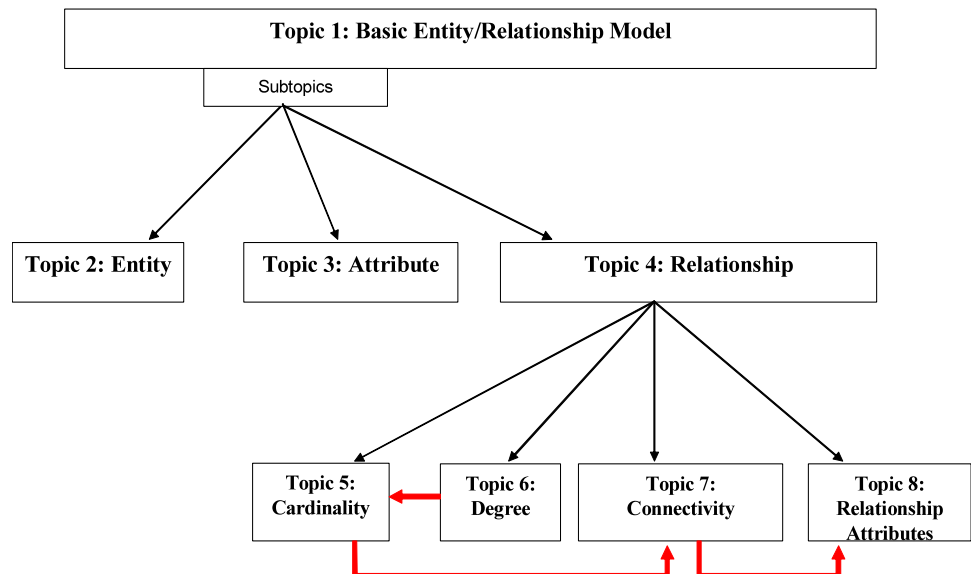 Topic 1: Basic Entity/Relationship Model
Subtopics
Topic 2: Entity
Topic 3: Attribute
Topic 4: Relationship
Topic 5:
Cardinality
Topic 6:
Degree
Topic 7:
Connectivity
Topic 8:
Relationship
Attributes